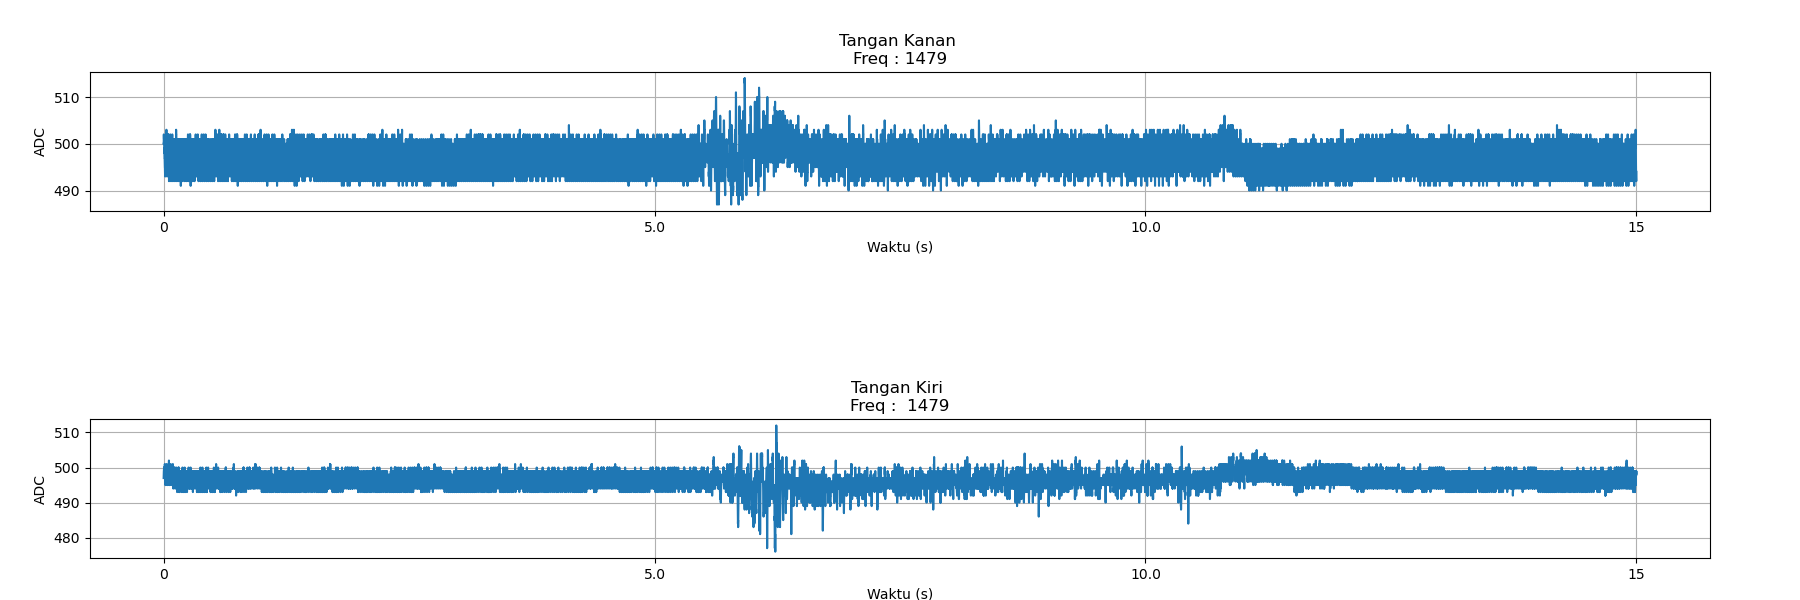 Tangan Kanan
Freq : 1479
510
500
490
ADC
0 5.0 10.0 15
Waktu (s)
Tangan Kiri
Freq :  1479
510
500
490
480
ADC
0 5.0 10.0 15
Waktu (s)